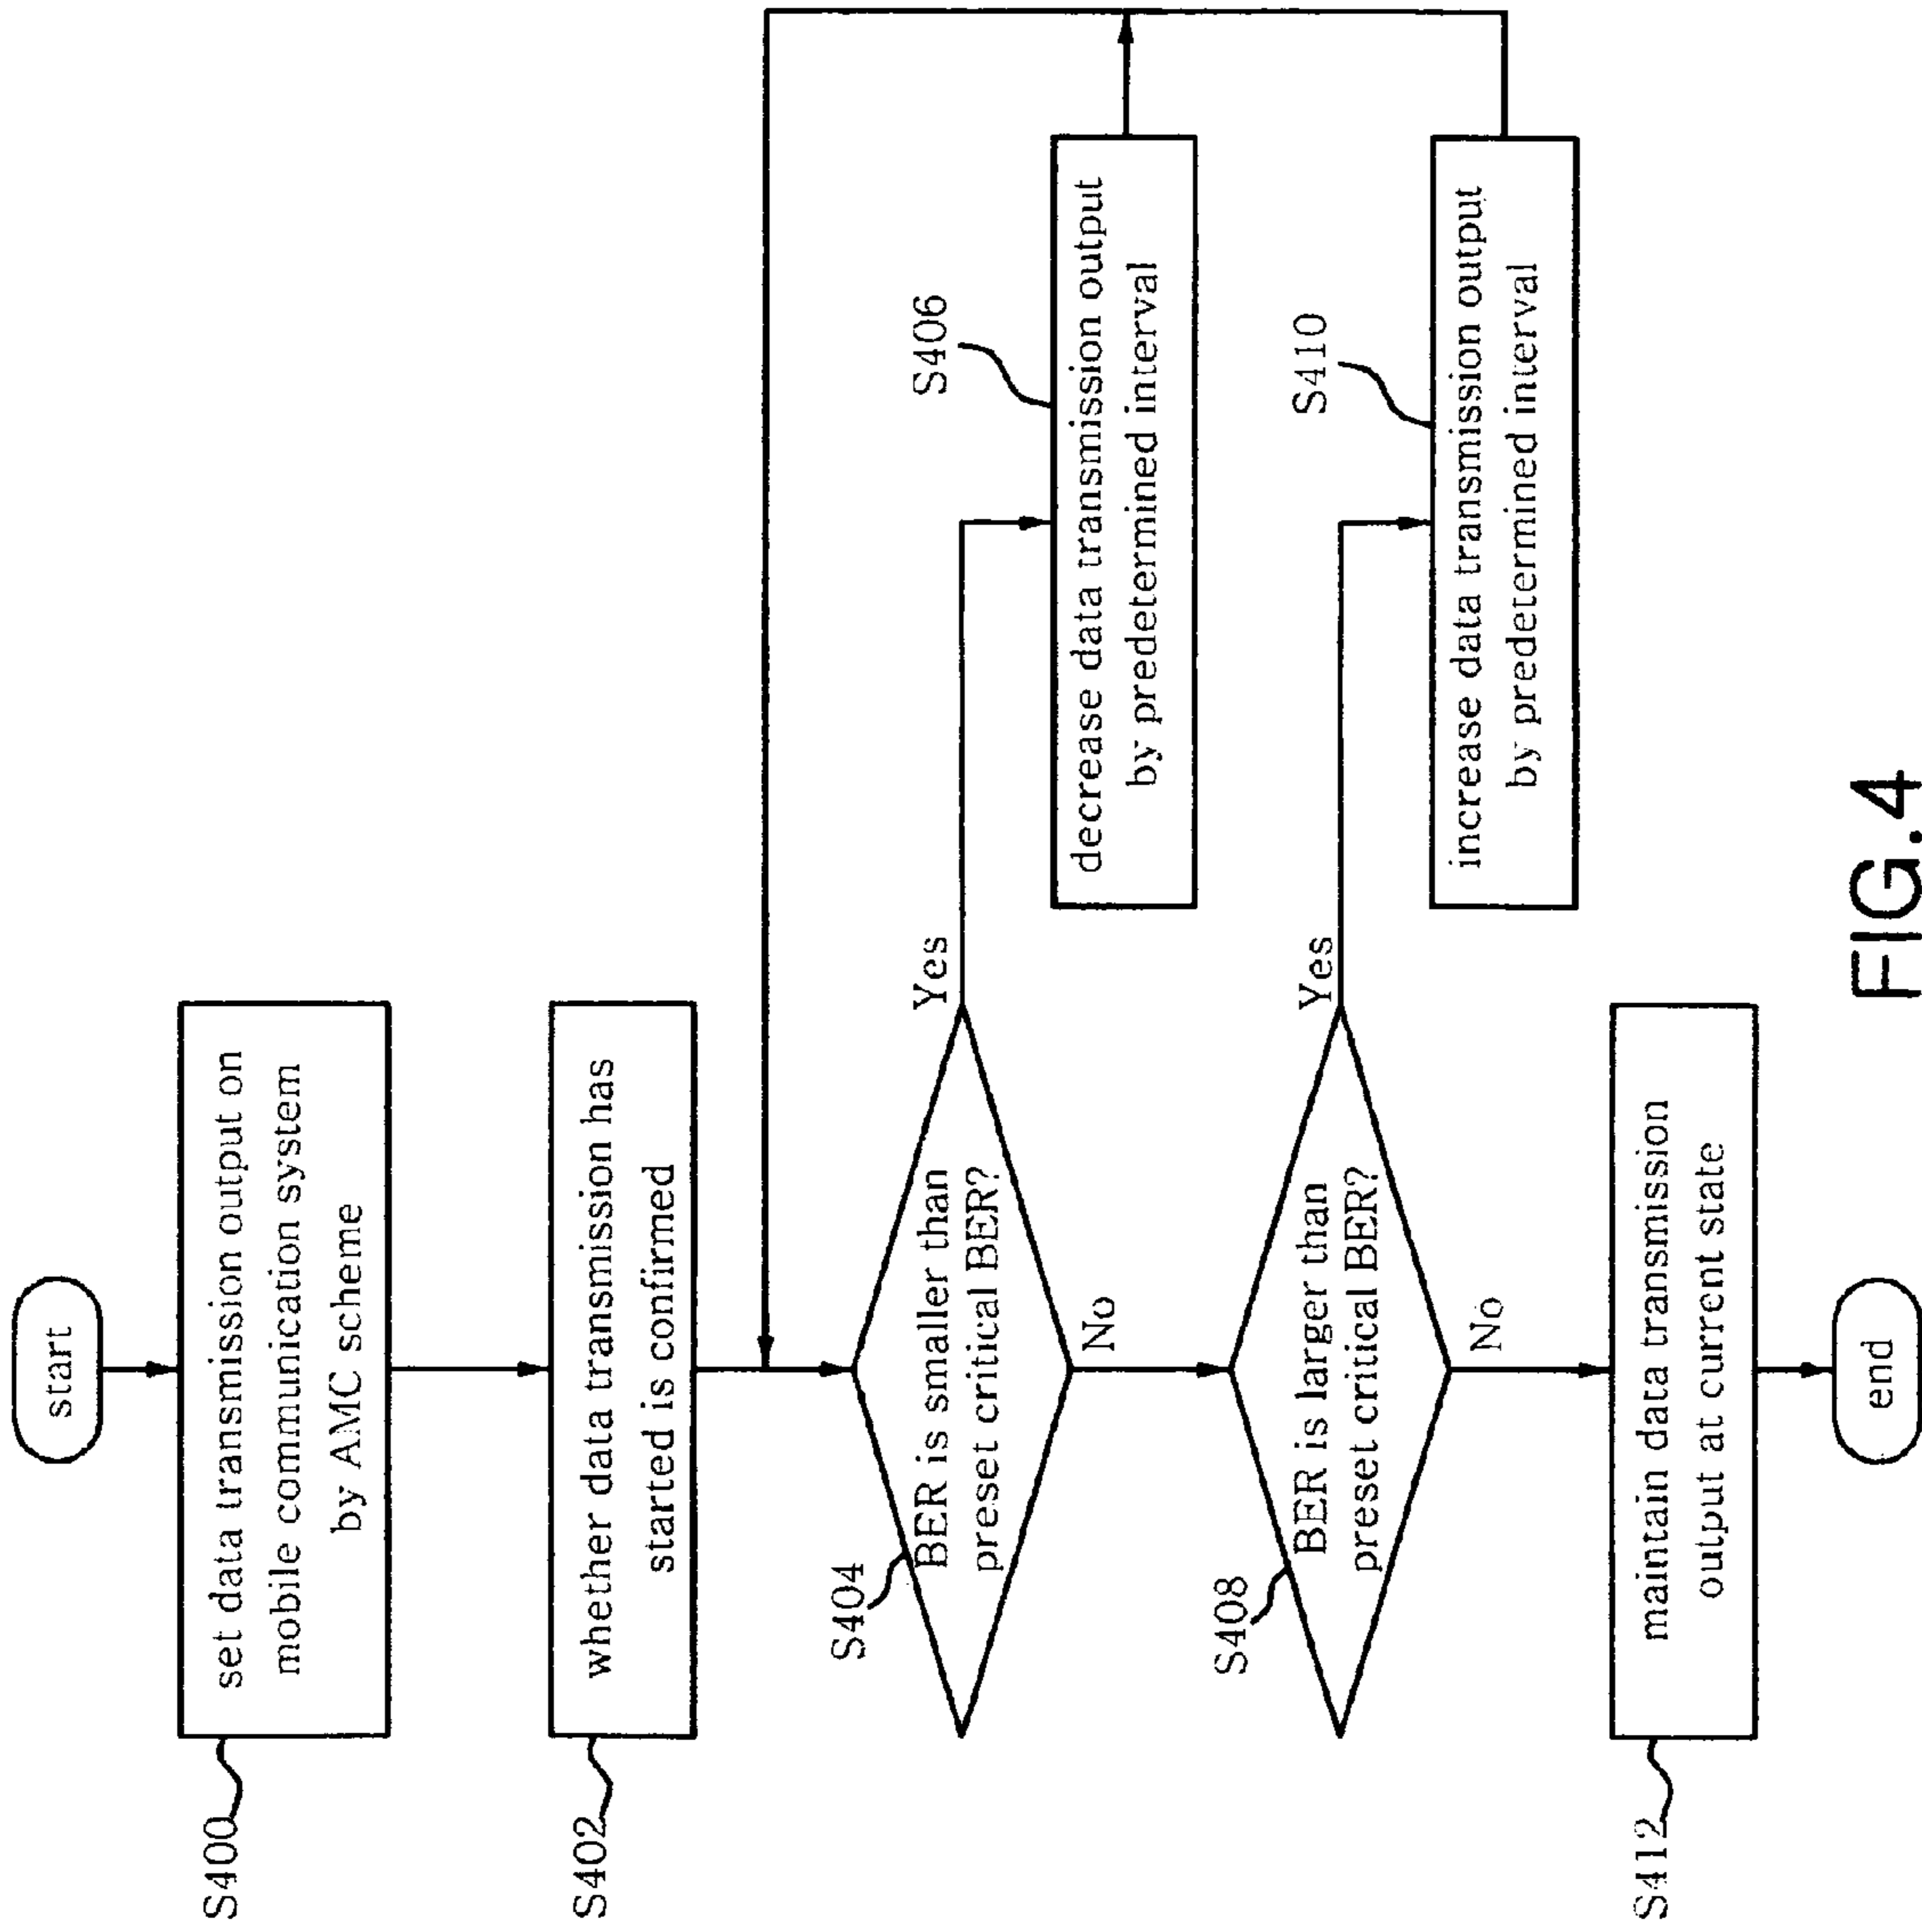 start
S400
set data transmission output on
mobile communication system
by AMC scheme
S402
whether data transmission has
started is confirmed
S404
BER is smaller than
preset critical BER?
Yes
No
S406
decrease data transmission output
by predetermined interval
S408
BER is larger than
preset critical BER?
Yes
No
S410
increase data transmission output
by predetermined interval
S412
maintain data transmission
output at current state
end
FIG.4